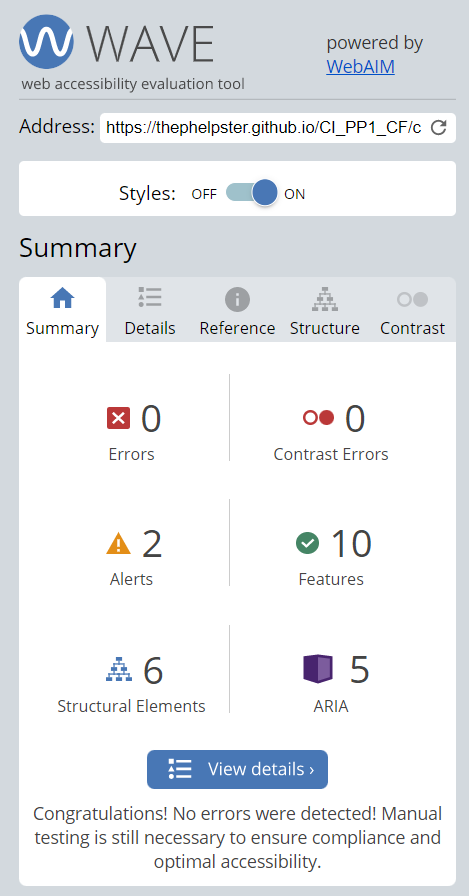 WAVE
web accessibility evaluation tool
powered by
WebAIM
Address: https://thephelpster.github.io/CI_PP1_CF/c
Styles: OFF ON
Summary
Summary Details Reference Structure Contrast
0 0
Errors Contrast Errors
2 10
Alerts Features
6 5
Structural Elements ARIA
View details ›
Congratulations! No errors were detected! Manual
testing is still necessary to ensure compliance and
optimal accessibility.